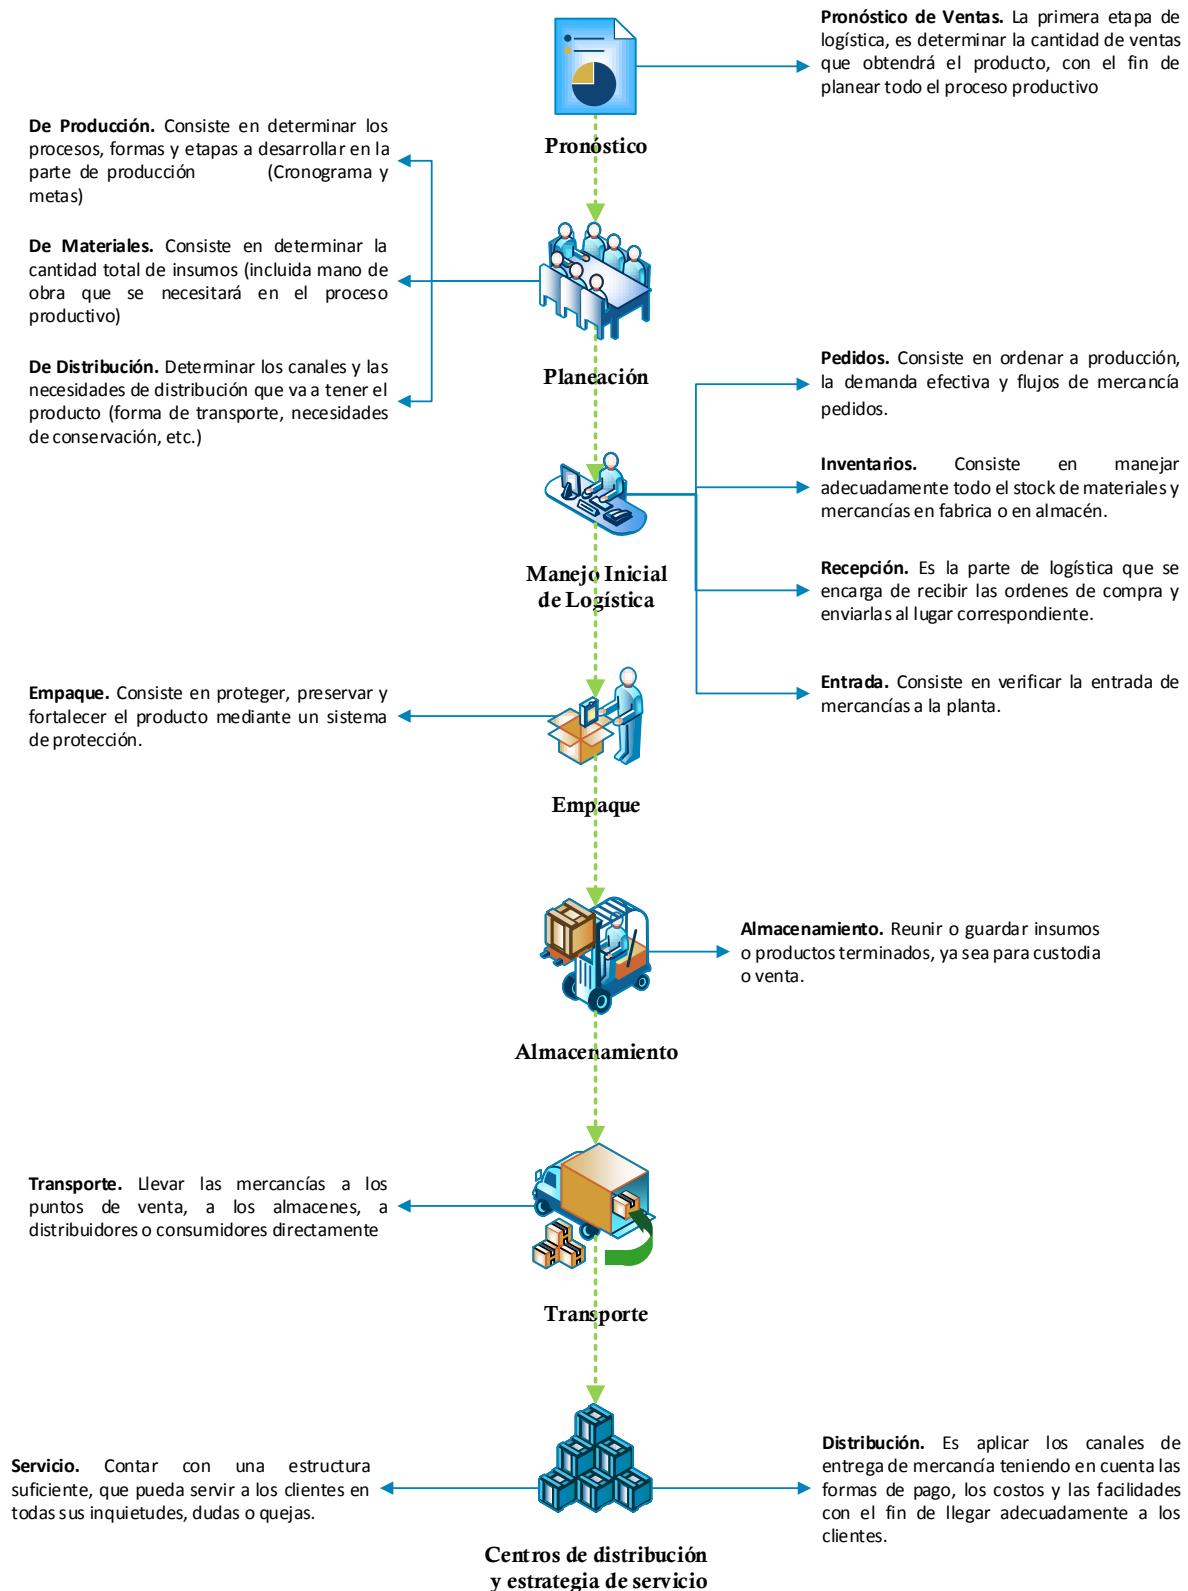 Pronóstico de Ventas. La primera etapa de
logística, es determinar la cantidad de ventas
que obtendrá el producto, con el fin de
planear todo el proceso productivo
Pronóstico
De Producción. Consiste en determinar los
procesos, formas y etapas a desarrollar en la
parte de producción (Cronograma y
metas)
De Materiales. Consiste en determinar la
cantidad total de insumos (incluida mano de
obra que se necesitará en el proceso
productivo)
De Distribución. Determinar los canales y las
necesidades de distribución que va a tener el
producto (forma de transporte, necesidades
de conservación, etc.)
Planeación
Pedidos. Consiste en ordenar a producción,
la demanda efectiva y flujos de mercancía
pedidos.
Inventarios. Consiste en manejar
adecuadamente todo el stock de materiales y
mercancías en fabrica o en almacén.
Recepción. Es la parte de logística que se
encarga de recibir las ordenes de compra y
enviarlas al lugar correspondiente.
Entrada. Consiste en verificar la entrada de
mercancías a la planta.
Manejo Inicial
de Logística
Empaque. Consiste en proteger, preservar y
fortalecer el producto mediante un sistema
de protección.
Empaque
Almacenamiento. Reunir o guardar insumos
o productos terminados, ya sea para custodia
o venta.
Almacenamiento
Transporte. Llevar las mercancías a los
puntos de venta, a los almacenes, a
distribuidores o consumidores directamente
Transporte
Servicio. Contar con una estructura
suficiente, que pueda servir a los clientes en
todas sus inquietudes, dudas o quejas.
Distribución. Es aplicar los canales de
entrega de mercancía teniendo en cuenta las
formas de pago, los costos y las facilidades
con el fin de llegar adecuadamente a los
clientes.
Centros de distribución
y estrategia de servicio